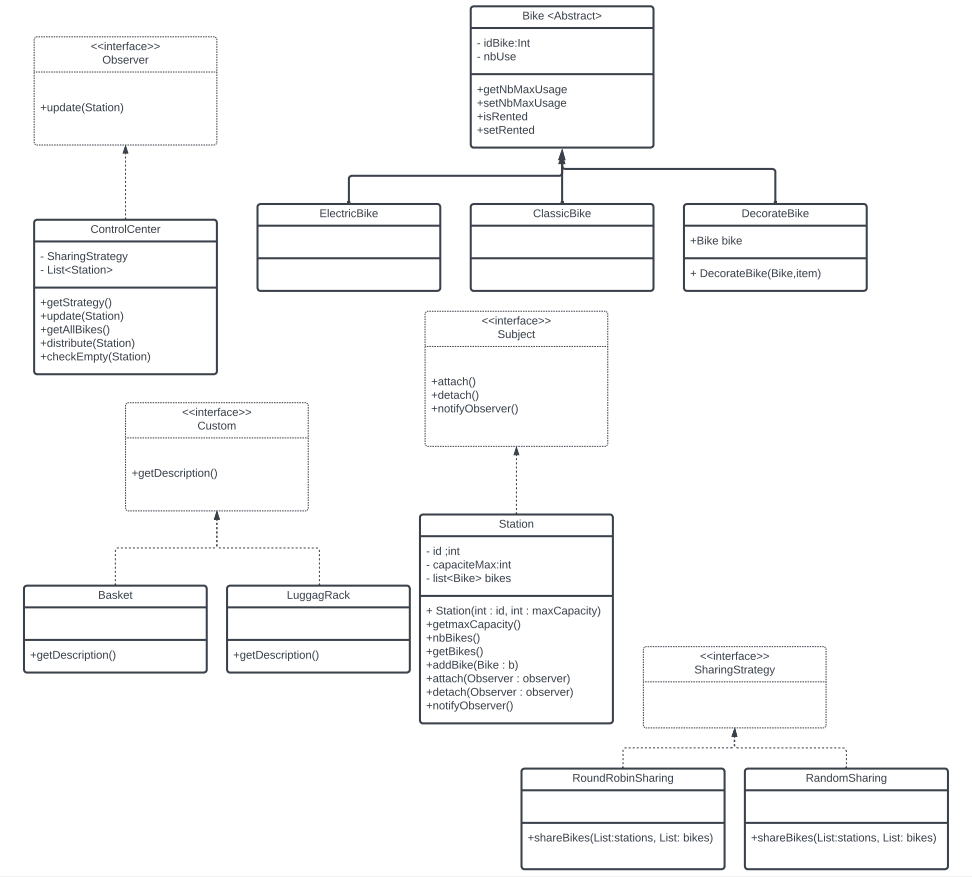 Bike <Abstract>
- idBike:Int
- nbUse
+getNbMaxUsage
+setNbMaxUsage
+isRented
+setRented
<<interface>>
Observer
+update(Station)
ElectricBike
ClassicBike
DecorateBike
+Bike bike
+ DecorateBike(Bike,item)
ControlCenter
- SharingStrategy
- List<Station>
+getStrategy()
+update(Station)
+getAllBikes()
+distribute(Station)
+checkEmpty(Station)
<<interface>>
Subject
+attach()
+detach()
+notifyObserver()
<<interface>>
Custom
+getDescription()
Station
- id ;int
- capaciteMax:int
- list<Bike> bikes
+ Station(int : id, int : maxCapacity)
+getmaxCapacity()
+nbBikes()
+getBikes()
+addBike(Bike : b)
+attach(Observer : observer)
+detach(Observer : observer)
+notifyObserver()
Basket
+getDescription()
LuggagRack
+getDescription()
<<interface>>
SharingStrategy
RoundRobinSharing
+shareBikes(List:stations, List: bikes)
RandomSharing
+shareBikes(List:stations, List: bikes)